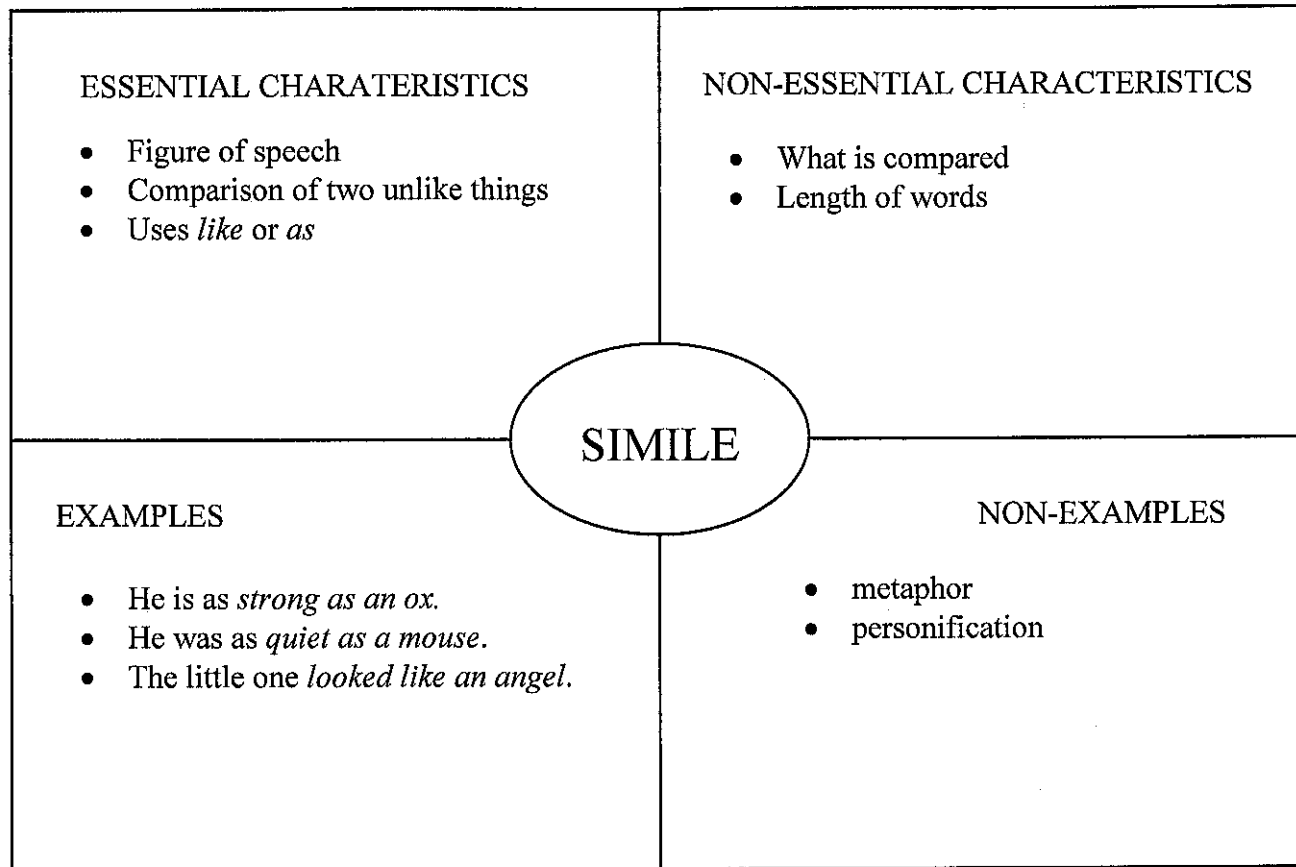 ESSENTIAL CHARATERISTICS
• Figure of speech
• Comparison of two unlike things
• Uses like or as
NON-ESSENTIAL CHARACTERISTICS
• What is compared
• Length of words
SIMILE
EXAMPLES
• He is as strong as an ox.
• He was as quiet as a mouse.
• The little one looked like an angel.
NON-EXAMPLES
• metaphor
• personification